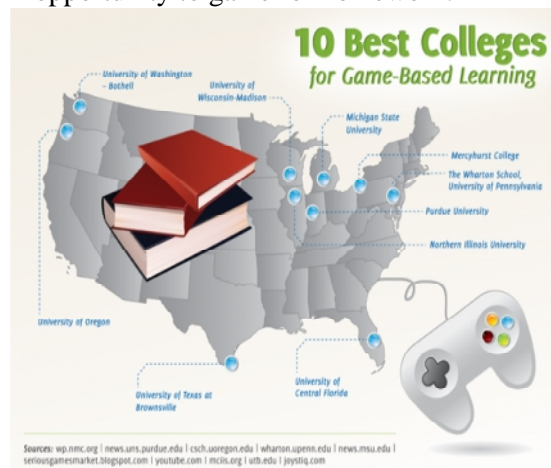 10 Best Colleges
for Game-Based Learning
University of Washington
- Bothell
University of
Wisconsin-Madison
Michigan State
University
Mercyhurst College
The Wharton School,
University of Pennsylvania
Purdue University
Northern Illinois University
University of Oregon
University of Texas at
Brownsville
University of
Central Florida
Sources: wp.nmc.org | news.uns.purdue.edu | csch.uoregon.edu | wharton.upenn.edu | news.msu.edu |
seriousgamesmarket.blogspot.com | youtube.com | mciis.org | utb.edu | joystiq.com